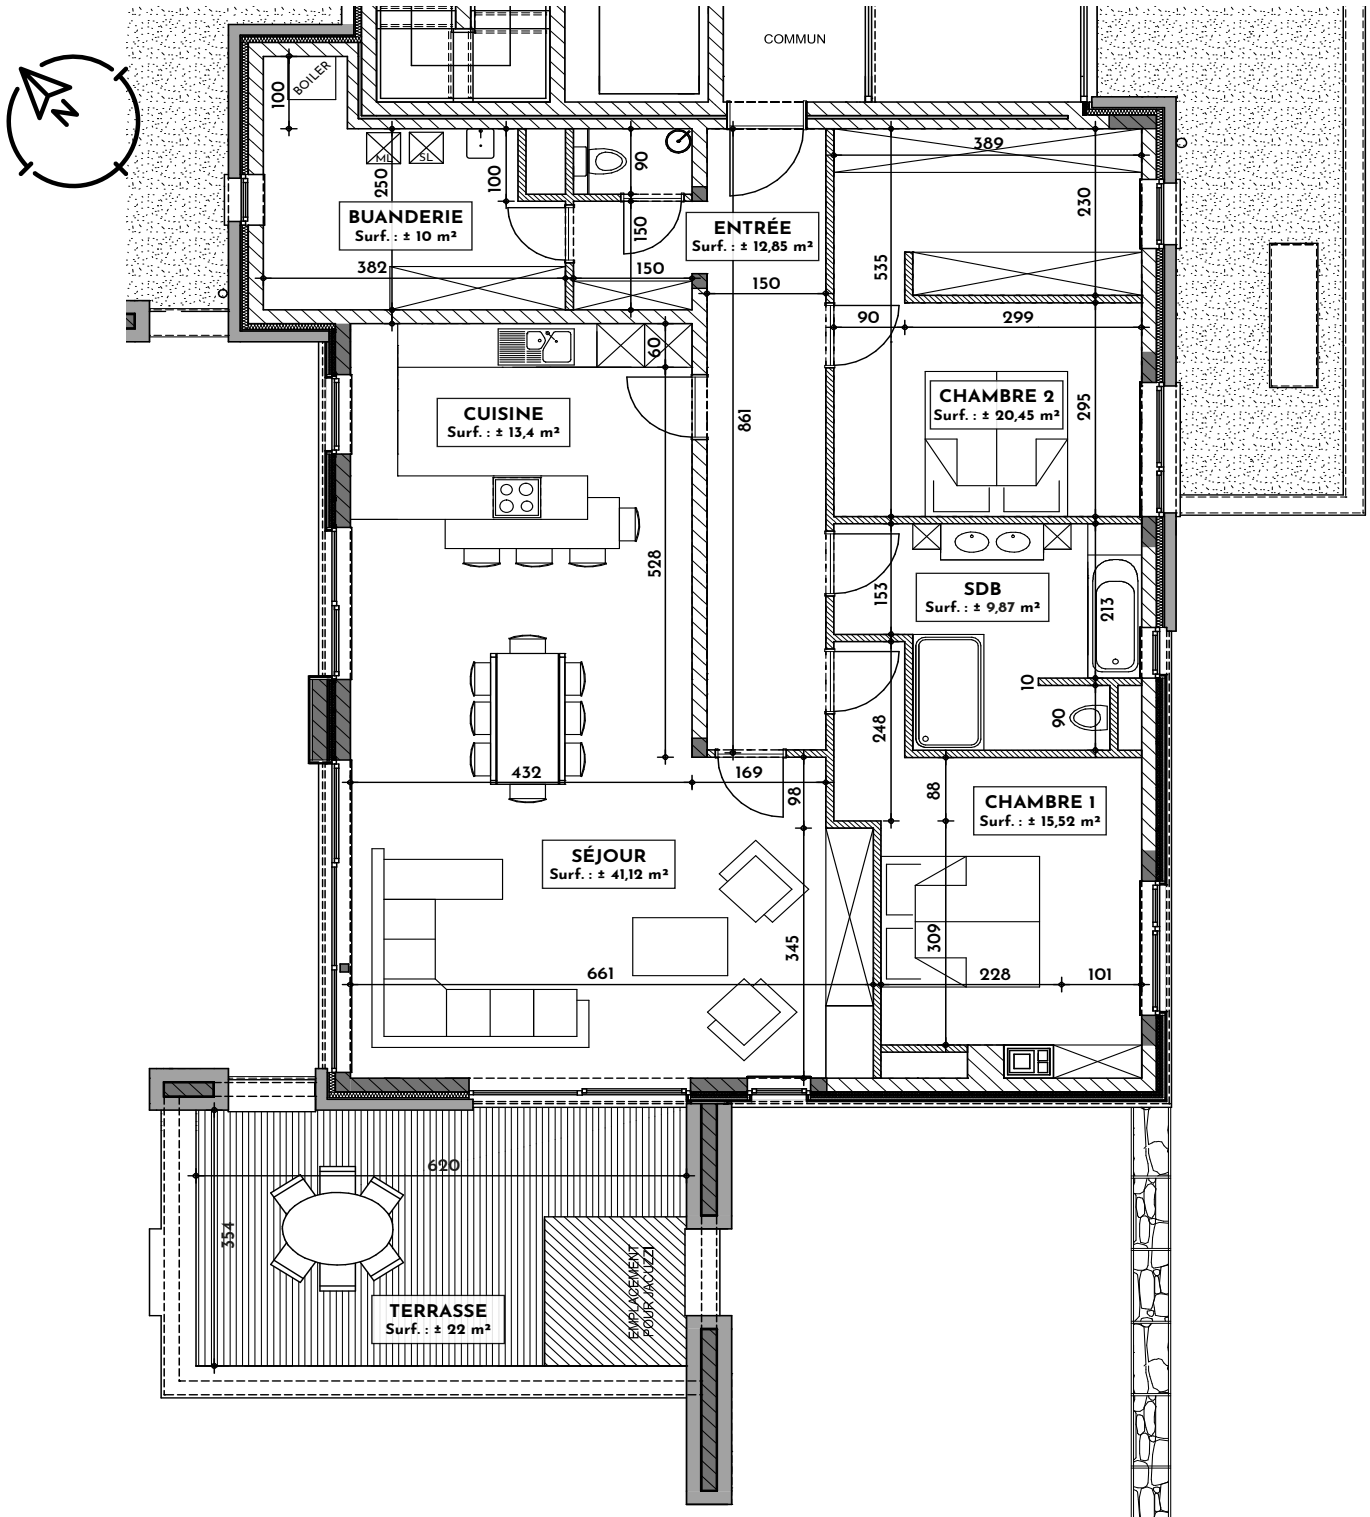 COMMUN
N
BOILER
100
ML
SL
250
100
90
389
230
BUANDERIE
Surf. : ± 10 m²
150
ENTRÉE
Surf. : ± 12,85 m²
382
150
150
535
90
299
60
CUISINE
Surf. : ± 13,4 m²
861
CHAMBRE 2
Surf. : ± 20,45 m²
295
528
153
SDB
Surf. : ± 9,87 m²
213
10
90
248
432
169
98
88
CHAMBRE 1
Surf. : ± 15,52 m²
SÉJOUR
Surf. : ± 41,12 m²
345
309
661
228
101
620
354
EMPLACEMENT
POUR JACUZZI
TERRASSE
Surf. : ± 22 m²